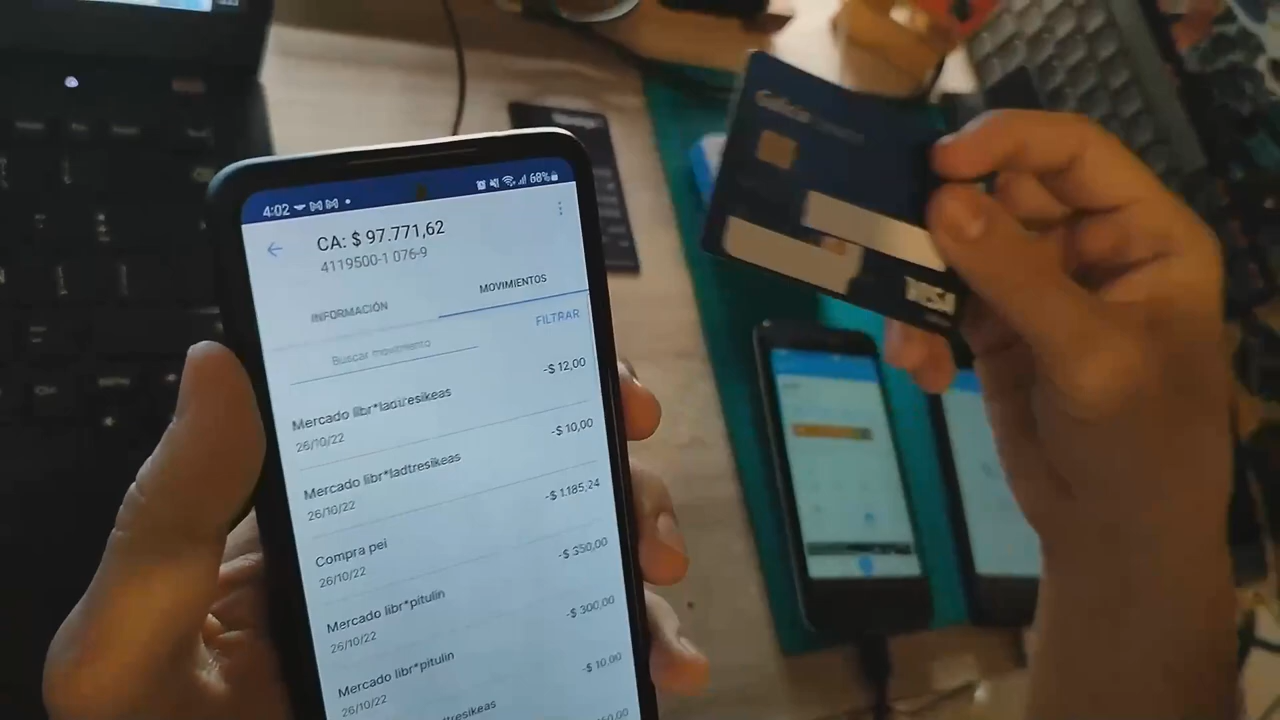 4:02
68%
CA: $ 97.771,62
4119500-1 076-9
INFORMACIÓN
MOVIMIENTOS
FILTRAR
Buscar movimiento
-$ 12,00
Mercado libr*ladtresikeas
26/10/22
-$ 10,00
Mercado libr*ladtresikeas
26/10/22
-$ 1.185,24
Compra pei
26/10/22
-$ 350,00
Mercado libr*pitulin
26/10/22
-$ 300,00
Mercado libr*pitulin
26/10/22
-$ 10,00
VISA